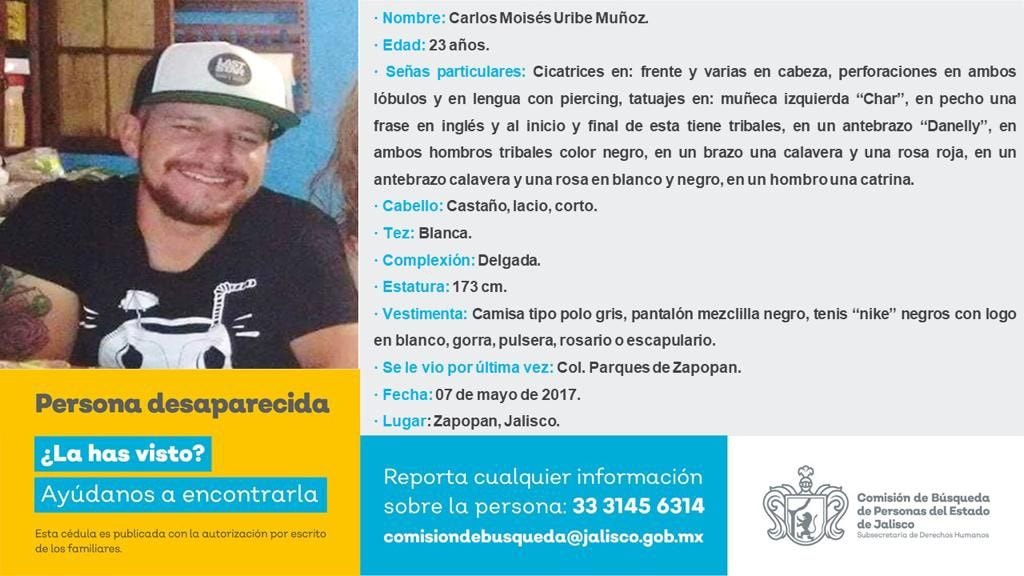 LAST
STAR
· Nombre: Carlos Moisés Uribe Muñoz.
· Edad: 23 años.
· Señas particulares: Cicatrices en: frente y varias en cabeza, perforaciones en ambos
lóbulos y en lengua con piercing, tatuajes en: muñeca izquierda “Char”, en pecho una
frase en inglés y al inicio y final de esta tiene tribales, en un antebrazo “Danelly”, en
ambos hombros tribales color negro, en un brazo una calavera y una rosa roja, en un
antebrazo calavera y una rosa en blanco y negro, en un hombro una catrina.
· Cabello: Castaño, lacio, corto.
· Tez: Blanca.
· Complexión: Delgada.
· Estatura: 173 cm.
· Vestimenta: Camisa tipo polo gris, pantalón mezclilla negro, tenis “nike” negros con logo
en blanco, gorra, pulsera, rosario o escapulario.
· Se le vio por última vez: Col. Parques de Zapopan.
· Fecha: 07 de mayo de 2017.
· Lugar: Zapopan, Jalisco.
Persona desaparecida
¿La has visto?
Ayúdanos a encontrarla
Esta cédula es publicada con la autorización por escrito
de los familiares.
Reporta cualquier información
sobre la persona: 33 3145 6314
comisiondebusqueda@jalisco.gob.mx
Comisión de Búsqueda
de Personas del Estado
de Jalisco
Subsecretaría de Derechos Humanos